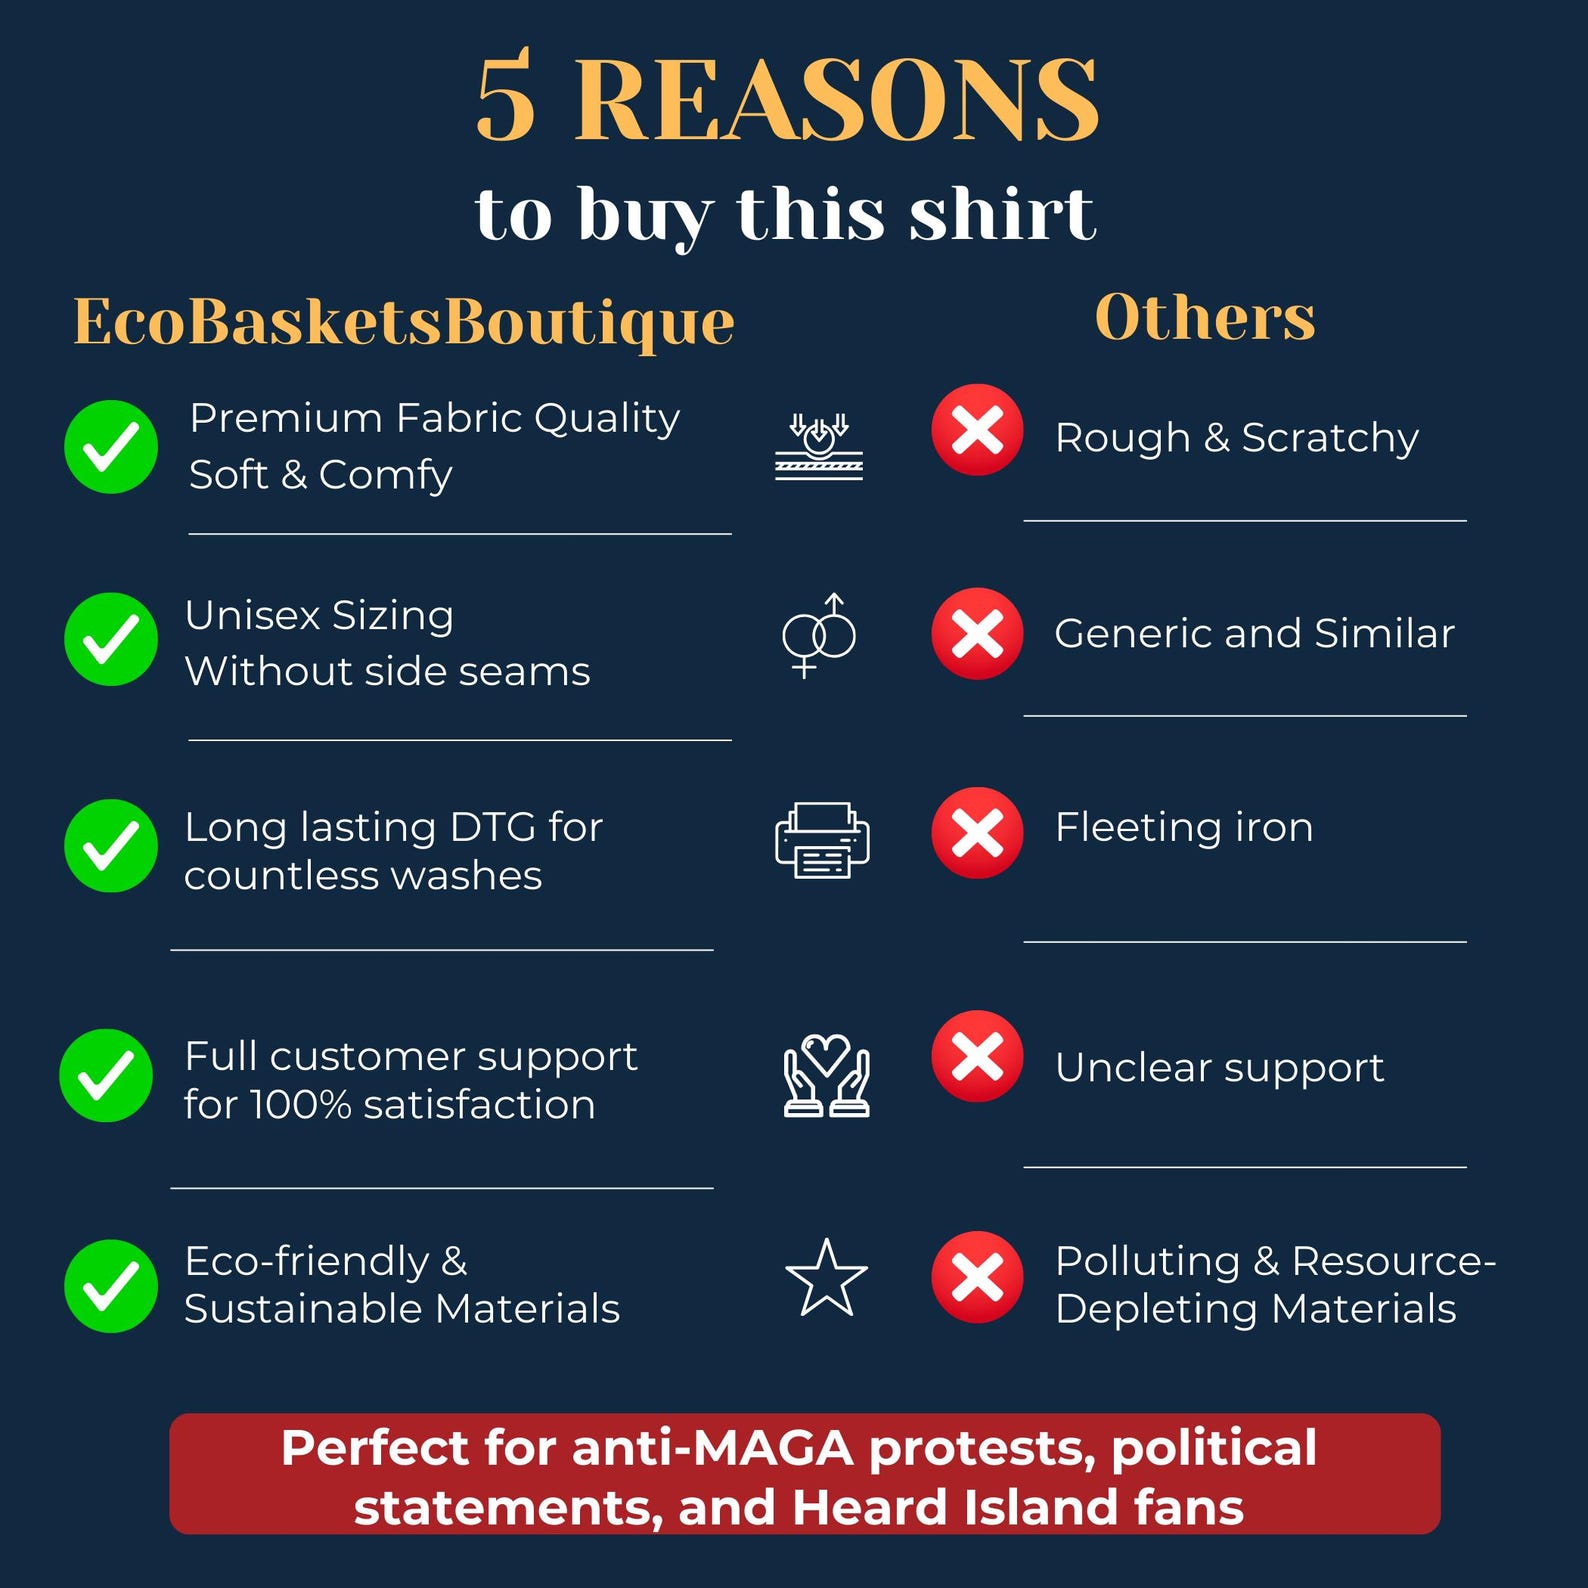 5 REASONS
to buy this shirt
EcoBasketsBoutique
Others
Premium Fabric Quality
Soft & Comfy
Rough & Scratchy
Unisex Sizing
Without side seams
Generic and Similar
Long lasting DTG for
countless washes
Fleeting iron
Full customer support
for 100% satisfaction
Unclear support
Eco-friendly &
Sustainable Materials
Polluting & Resource-
Depleting Materials
Perfect for anti-MAGA protests, political
statements, and Heard Island fans